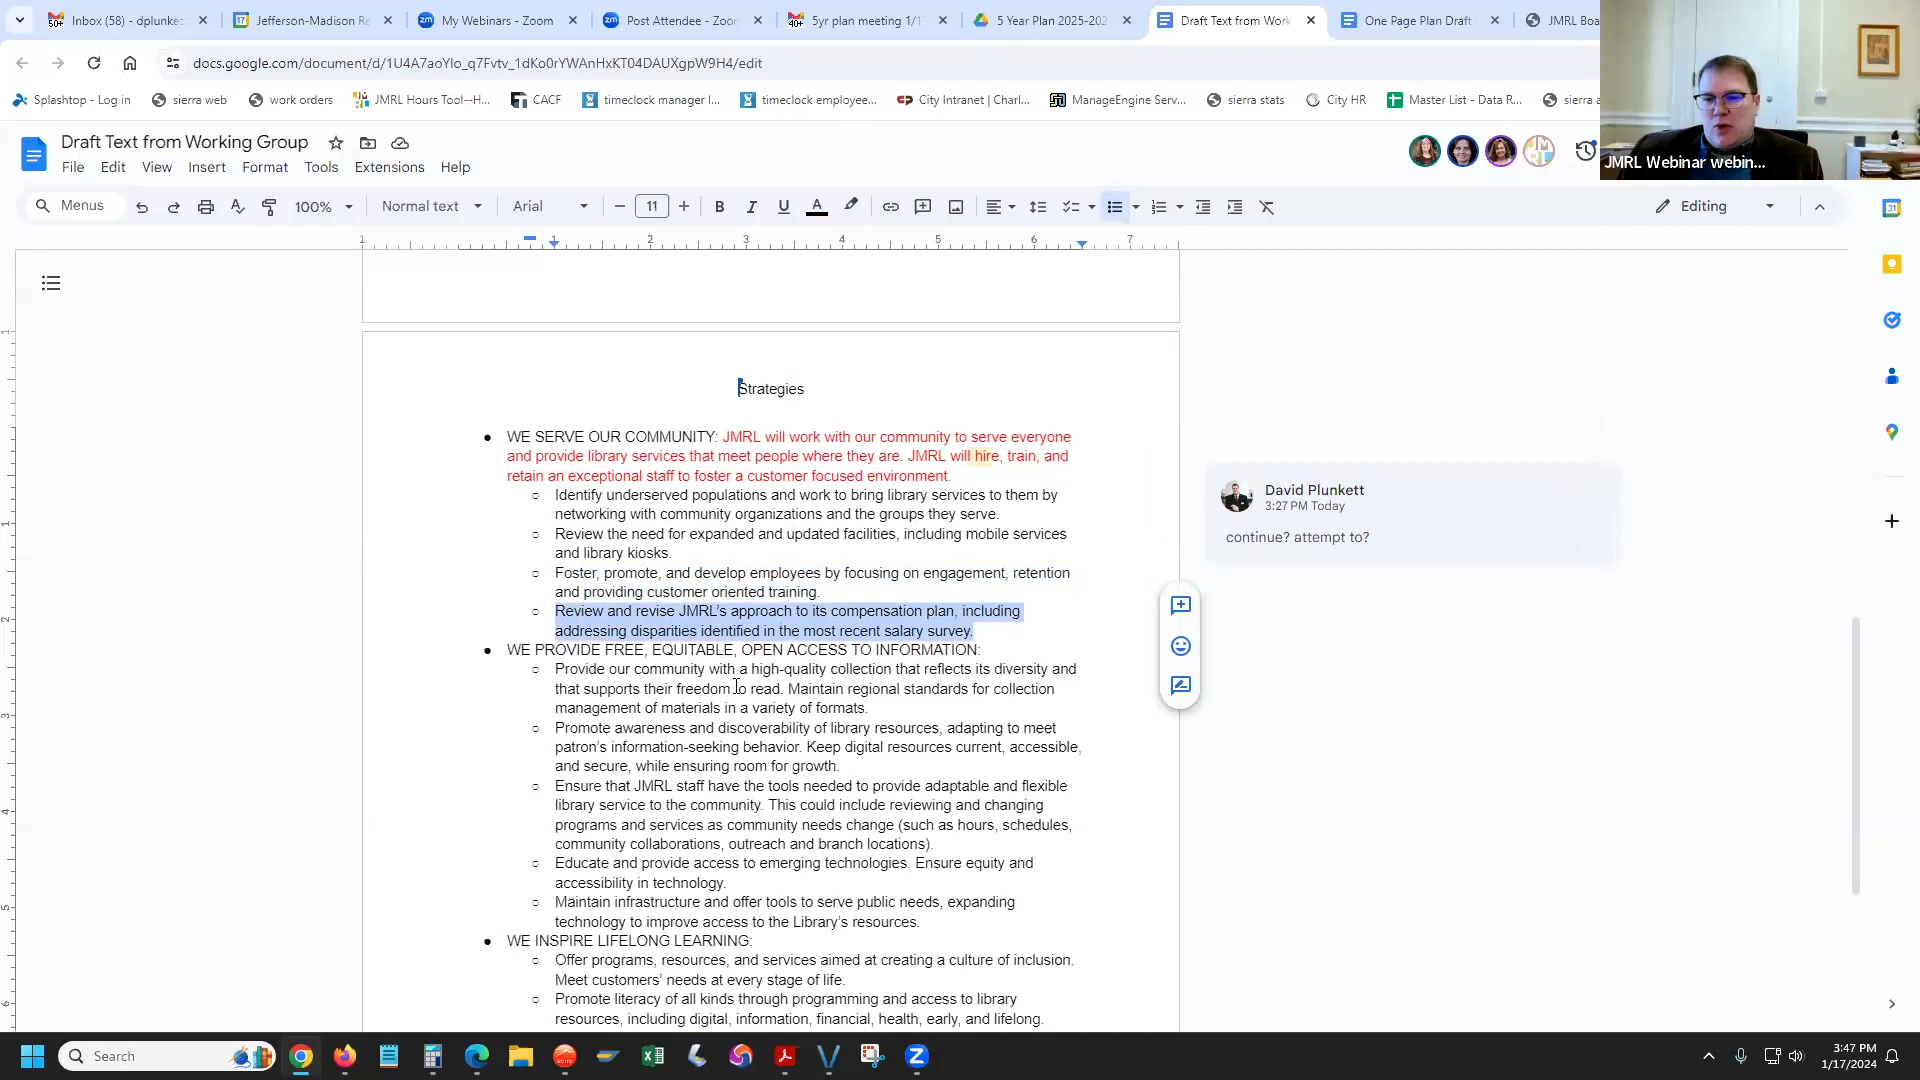 Inbox (58) - dplunke
Jefferson-Madison Re
My Webinars - Zoom
Post Attendee - Zoom
5yr plan meeting 1/1
5 Year Plan 2025-202
Draft Text from Work
One Page Plan Draft
JMRL Boa
docs.google.com/document/d/1U4A7aoYlo_q7Fvtv_1dKo0rYWAnHxKT04DAUXgpW9H4/edit
Splashtop - Log in
sierra web
work orders
JMRL Hours Tool--H...
CACF
timeclock manager l...
timeclock employee...
City Intranet | Charl...
ManageEngine Serv...
sierra stats
City HR
Master List - Data R...
sierra a
JMRL Webinar webin...
Draft Text from Working Group
File Edit View Insert Format Tools Extensions Help
Menus 100% Normal text Arial 11 Editing
1 1 2 3 4 5 6 7
Strategies
● WE SERVE OUR COMMUNITY: JMRL will work with our community to serve everyone
and provide library services that meet people where they are. JMRL will hire, train, and
retain an exceptional staff to foster a customer focused environment.
○ Identify underserved populations and work to bring library services to them by
networking with community organizations and the groups they serve.
○ Review the need for expanded and updated facilities, including mobile services
and library kiosks.
○ Foster, promote, and develop employees by focusing on engagement, retention
and providing customer oriented training.
○ Review and revise JMRL's approach to its compensation plan, including
addressing disparities identified in the most recent salary survey.
● WE PROVIDE FREE, EQUITABLE, OPEN ACCESS TO INFORMATION:
○ Provide our community with a high-quality collection that reflects its diversity and
that supports their freedom to read. Maintain regional standards for collection
management of materials in a variety of formats.
○ Promote awareness and discoverability of library resources, adapting to meet
patron's information-seeking behavior. Keep digital resources current, accessible,
and secure, while ensuring room for growth.
○ Ensure that JMRL staff have the tools needed to provide adaptable and flexible
library service to the community. This could include reviewing and changing
programs and services as community needs change (such as hours, schedules,
community collaborations, outreach and branch locations).
○ Educate and provide access to emerging technologies. Ensure equity and
accessibility in technology.
○ Maintain infrastructure and offer tools to serve public needs, expanding
technology to improve access to the Library's resources.
● WE INSPIRE LIFELONG LEARNING:
○ Offer programs, resources, and services aimed at creating a culture of inclusion.
Meet customers' needs at every stage of life.
○ Promote literacy of all kinds through programming and access to library
resources, including digital, information, financial, health, early, and lifelong.
David Plunkett
3:27 PM Today
continue? attempt to?
Search
3:47 PM
1/17/2024